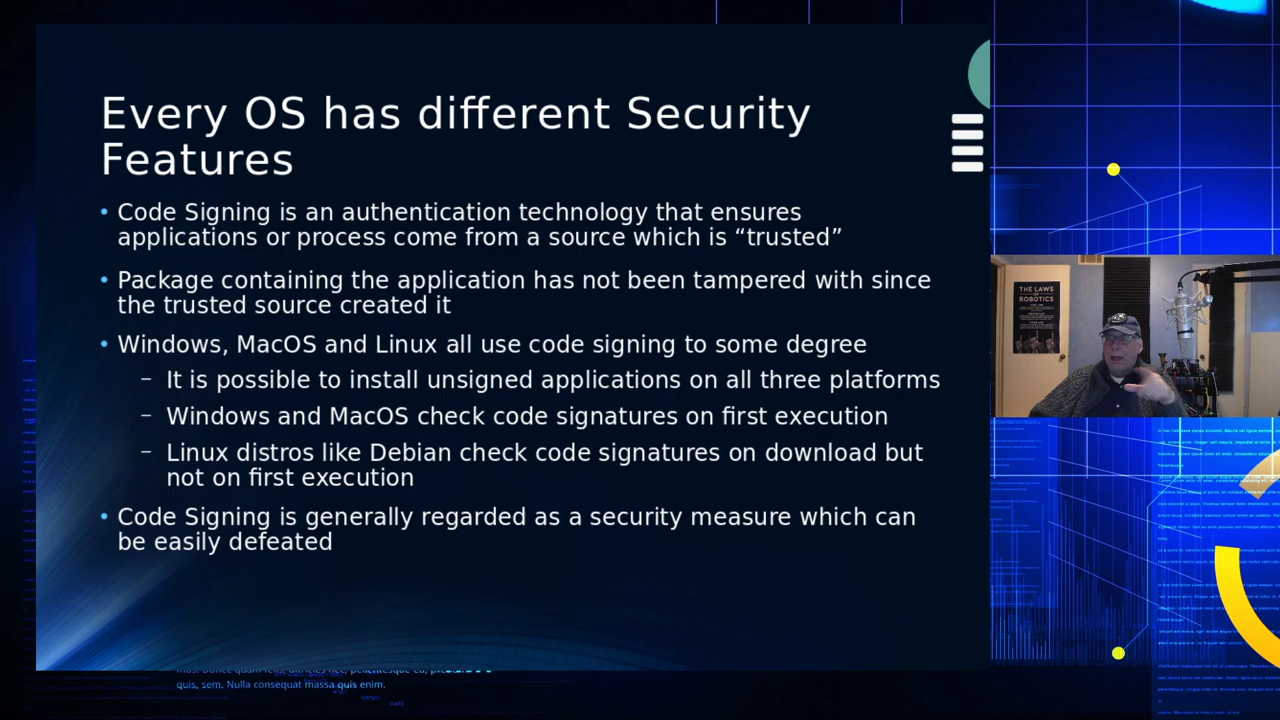 Every OS has different Security
Features
• Code Signing is an authentication technology that ensures
applications or process come from a source which is “trusted”
• Package containing the application has not been tampered with since
the trusted source created it
• Windows, MacOS and Linux all use code signing to some degree
– It is possible to install unsigned applications on all three platforms
– Windows and MacOS check code signatures on first execution
– Linux distros like Debian check code signatures on download but
not on first execution
• Code Signing is generally regarded as a security measure which can
be easily defeated
THE LAWS
OF
ROBOTICS
quis, sem. Nulla consequat massa quis enim.